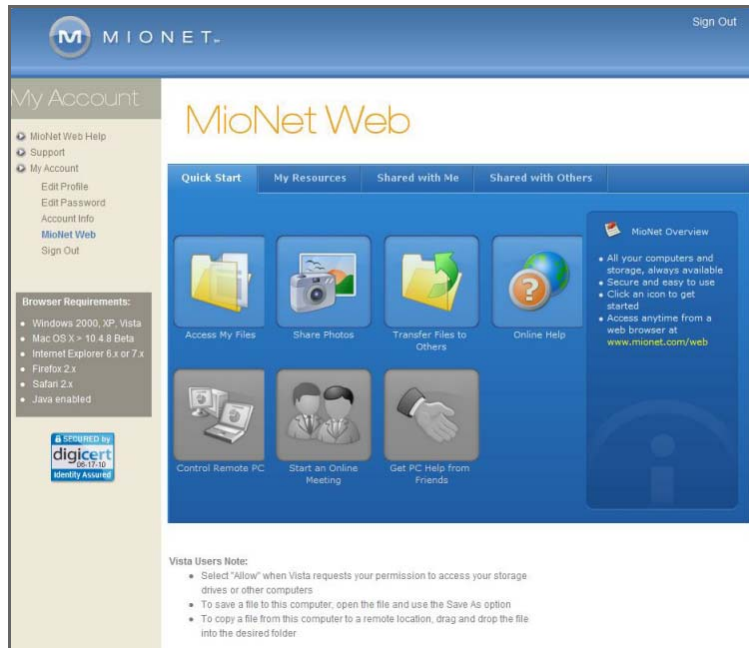 MIONET
Sign Out
My Account
MioNet Web Help
Support
My Account
Edit Profile
Edit Password
Account Info
MioNet Web
Sign Out
Browser Requirements:
Windows 2000, XP, Vista
Mac OS X > 10.4.8 Beta
Internet Explorer 6.x or 7.x
Firefox 2.x
Safari 2.x
Java enabled
SECURED by
digicert
06-17-10
Identity Assured
MioNet Web
Quick Start
My Resources
Shared with Me
Shared with Others
Access My Files
Share Photos
Transfer Files to
Others
Online Help
Control Remote PC
Start an Online
Meeting
Get PC Help from
Friends
MioNet Overview
All your computers and
storage, always available
Secure and easy to use
Click an icon to get
started
Access anytime from a
web browser at
www.mionet.com/web
Vista Users Note:
Select "Allow" when Vista requests your permission to access your storage
drives or other computers
To save a file to this computer, open the file and use the Save As option
To copy a file from this computer to a remote location, drag and drop the file
into the desired folder